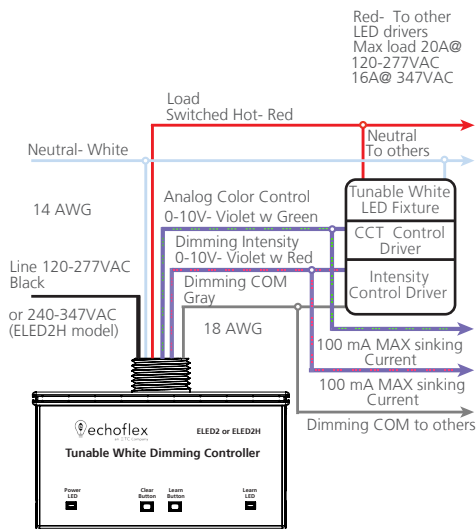 Red- To other
LED drivers
Max load 20A@
120-277VAC
16A@ 347VAC
Load
Switched Hot- Red
Neutral
To others
Neutral- White
Tunable White
LED Fixture
Analog Color Control
0-10V- Violet w Green
14 AWG
CCT Control
Driver
Dimming Intensity
0-10V- Violet w Red
Line 120-277VAC
Black
Dimming COM
Gray
Intensity
Control Driver
or 240-347VAC
(ELED2H model)
18 AWG
100 mA MAX sinking
Current
100 mA MAX sinking
Current
Dimming COM to others
echoflex
an ETC company
ELED2 or ELED2H
Tunable White Dimming Controller
Power
LED
Clear
Button
Learn
Button
Learn
LED